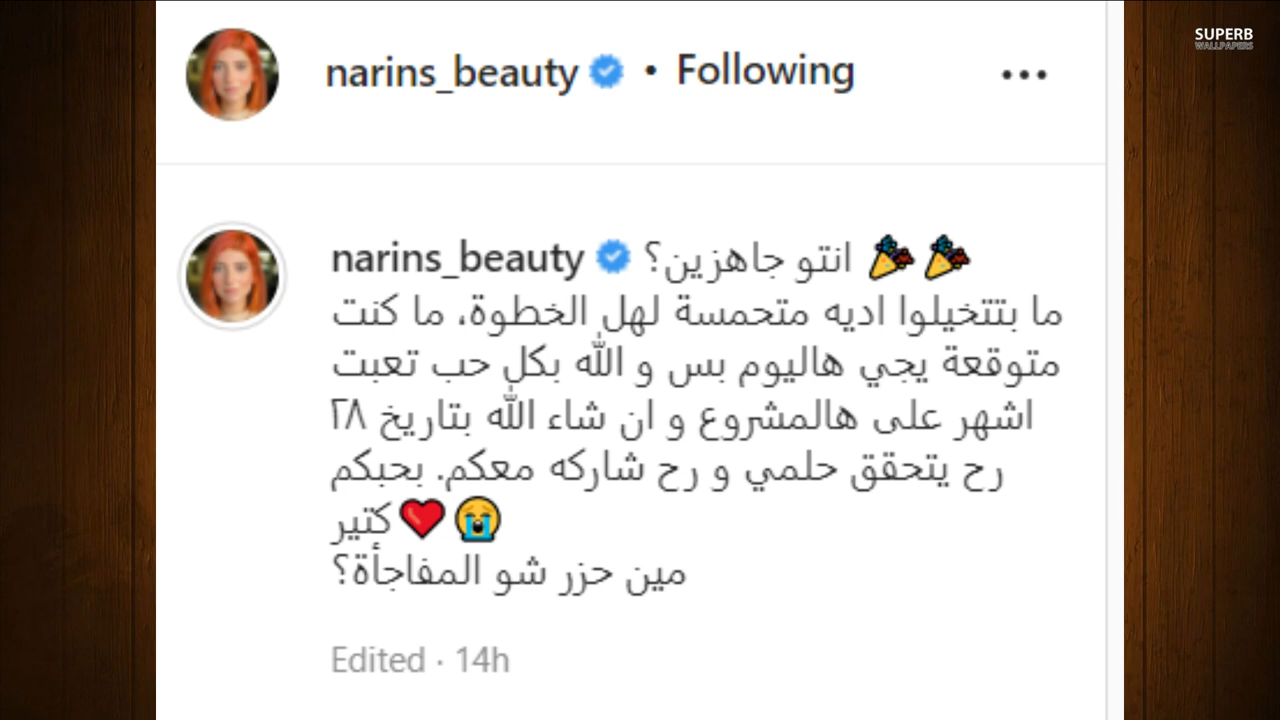 SUPERB
WALLPAPERS
narins_beauty • Following
narins_beauty انتو جاهزين؟ 🎉🎉
ما بتتخيلوا اديه متحمسة لهل الخطوة، ما كنت
متوقعة يجي هاليوم بس و الله بكل حب تعبت
اشهر على هالمشروع و ان شاء الله بتاريخ ٢٨
رح يتحقق حلمي و رح شاركه معكم. بحبكم
كتير❤️😭
مين حزر شو المفاجأة؟
Edited · 14h